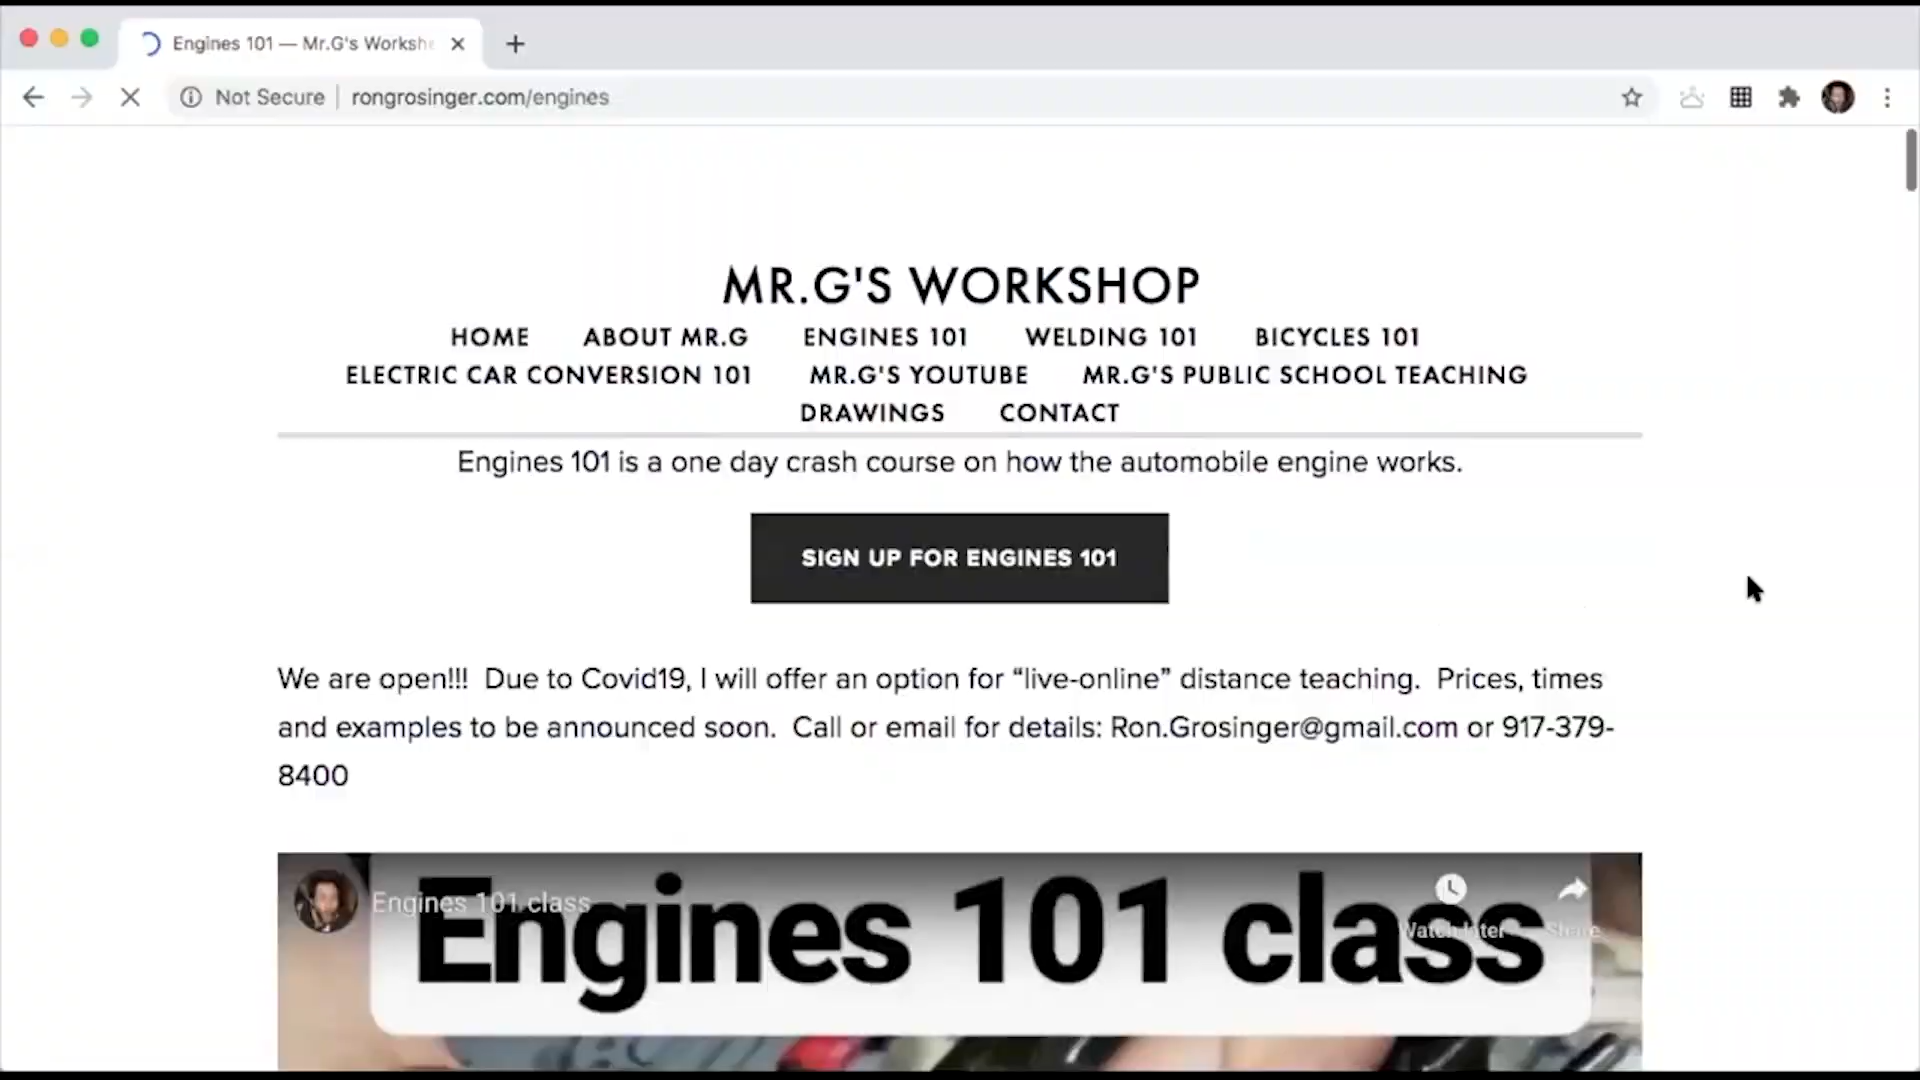 Engines 101 — Mr.G's Worksh
Not Secure | rongrosinger.com/engines
MR.G'S WORKSHOP
HOME ABOUT MR.G ENGINES 101 WELDING 101 BICYCLES 101
ELECTRIC CAR CONVERSION 101 MR.G'S YOUTUBE MR.G'S PUBLIC SCHOOL TEACHING
DRAWINGS CONTACT
Engines 101 is a one day crash course on how the automobile engine works.
SIGN UP FOR ENGINES 101
We are open!!! Due to Covid19, I will offer an option for “live-online” distance teaching. Prices, times
and examples to be announced soon. Call or email for details: Ron.Grosinger@gmail.com or 917-379-
8400
Engines 101 class
Engines 101 class
Watch later Share